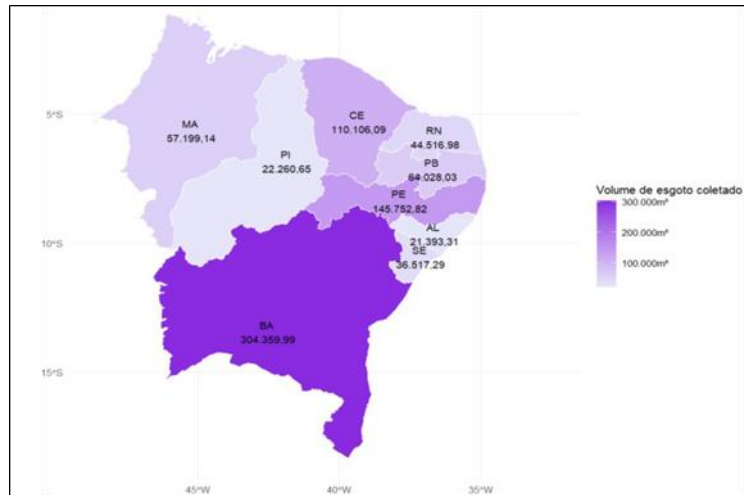 5°S
10°S
15°S
45°W
40°W
35°W
MA
57.199,14
PI
22.260,65
CE
110.106,09
RN
44.516.98
PB
64.028,03
PE
145.752,82
AL
21.393,31
SE
36.517,29
BA
304.359,99
Volume de esgoto coletado
300.000m³
200.000m³
100.000m³